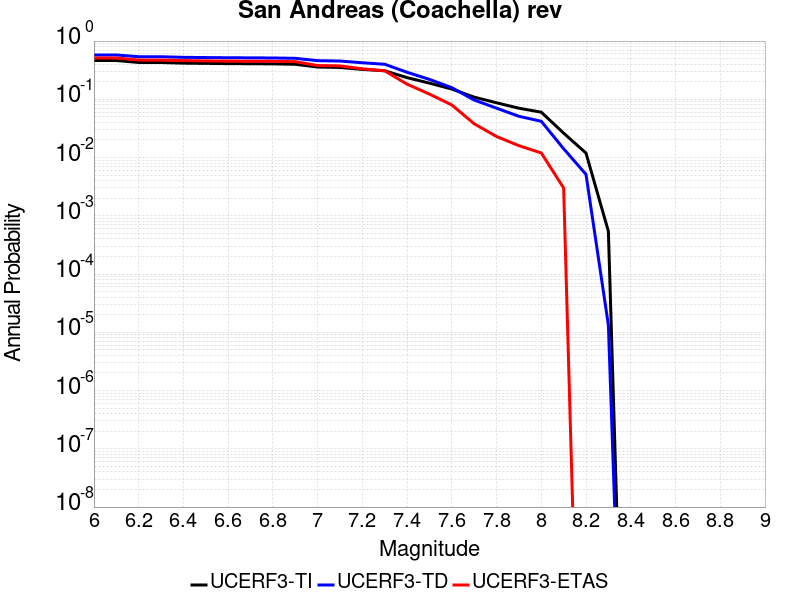 San Andreas (Coachella) rev
10^0
10^-1
10^-2
10^-3
10^-4
10^-5
10^-6
10^-7
10^-8
Annual Probability
6 6.2 6.4 6.6 6.8 7 7.2 7.4 7.6 7.8 8 8.2 8.4 8.6 8.8 9
Magnitude
UCERF3-TI UCERF3-TD UCERF3-ETAS